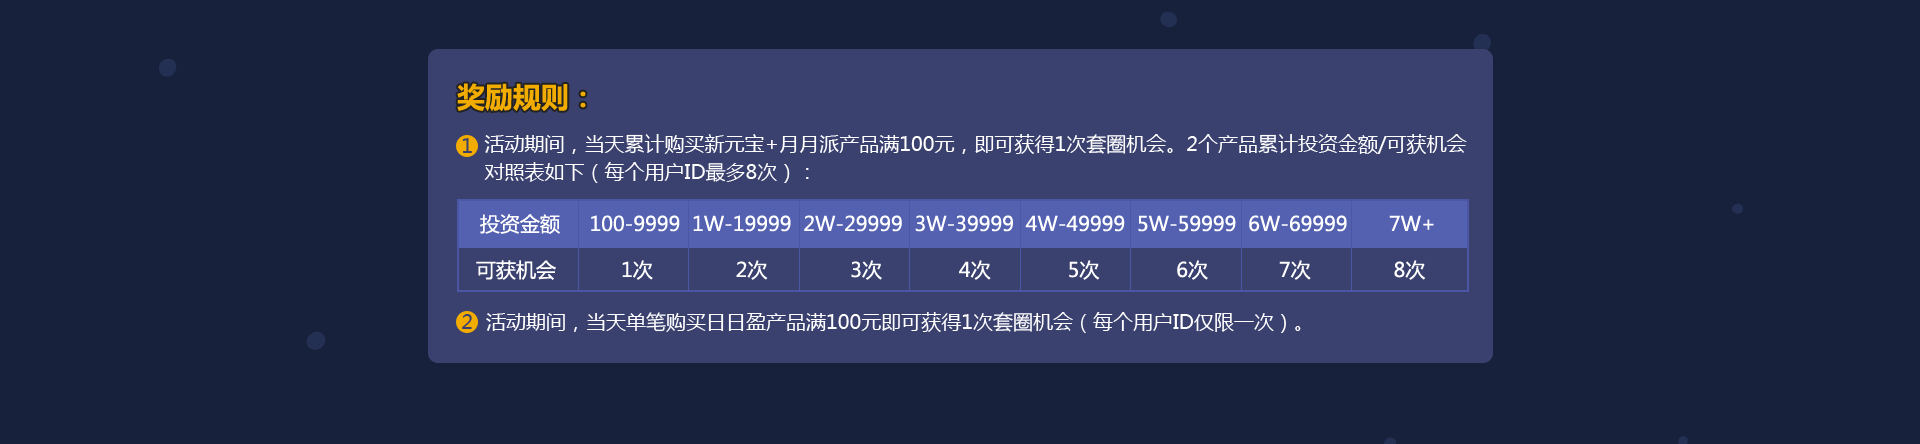 奖励规则：
1 活动期间，当天累计购买新元宝+月月派产品满100元，即可获得1次套圈机会。2个产品累计投资金额/可获机会
对照表如下（每个用户ID最多8次）：
投资金额 100-9999 1W-19999 2W-29999 3W-39999 4W-49999 5W-59999 6W-69999 7W+
可获机会 1次 2次 3次 4次 5次 6次 7次 8次
2 活动期间，当天单笔购买日日盈产品满100元即可获得1次套圈机会（每个用户ID仅限一次）。